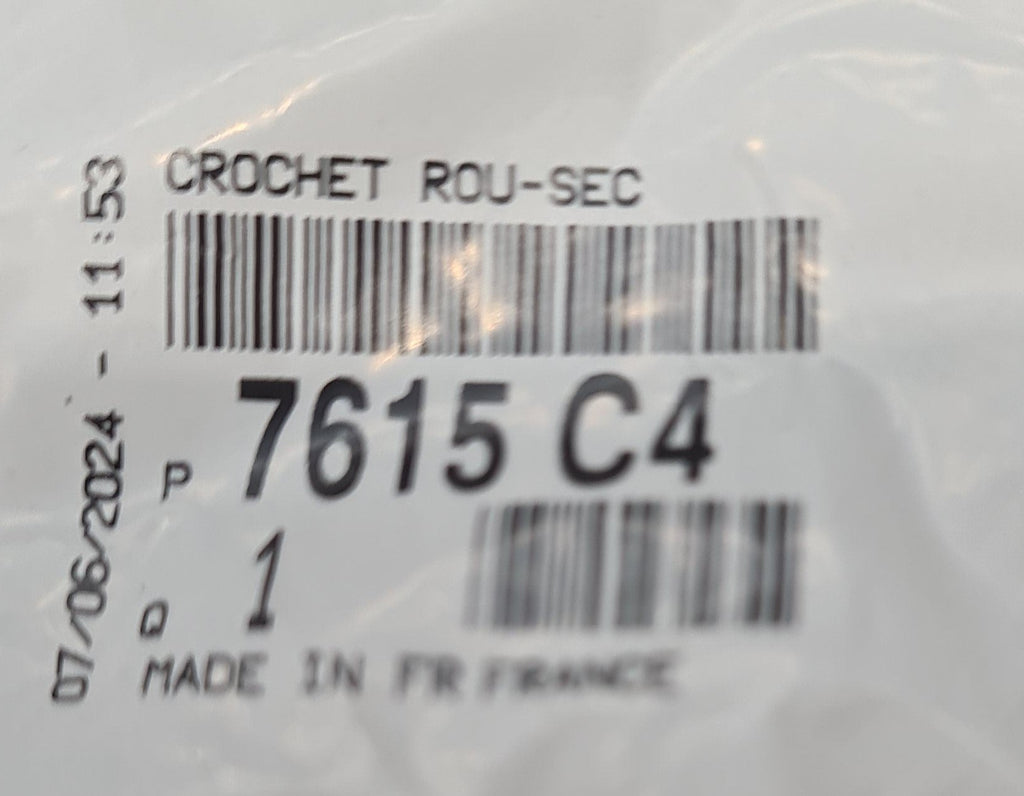 CROCHET ROU-SEC
P 7615 C4
Q 1
MADE IN FR FRANCE
07/06/2024 - 11:53